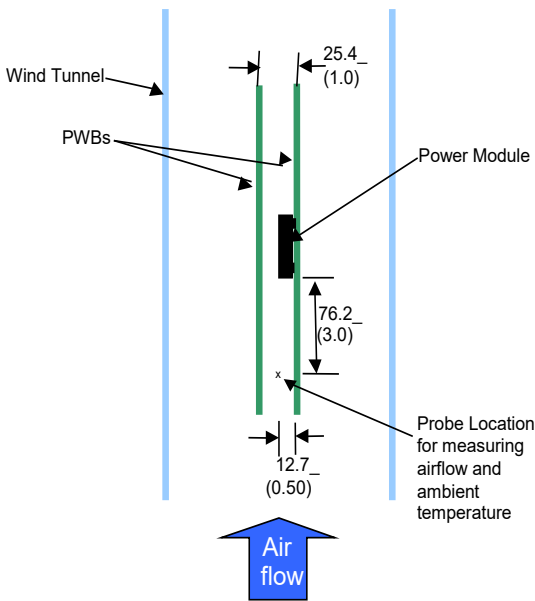 25.4_
(1.0)
Wind Tunnel
PWBs
Power Module
76.2_
(3.0)
x
Probe Location
for measuring
airflow and
ambient
temperature
12.7_
(0.50)
Air
flow